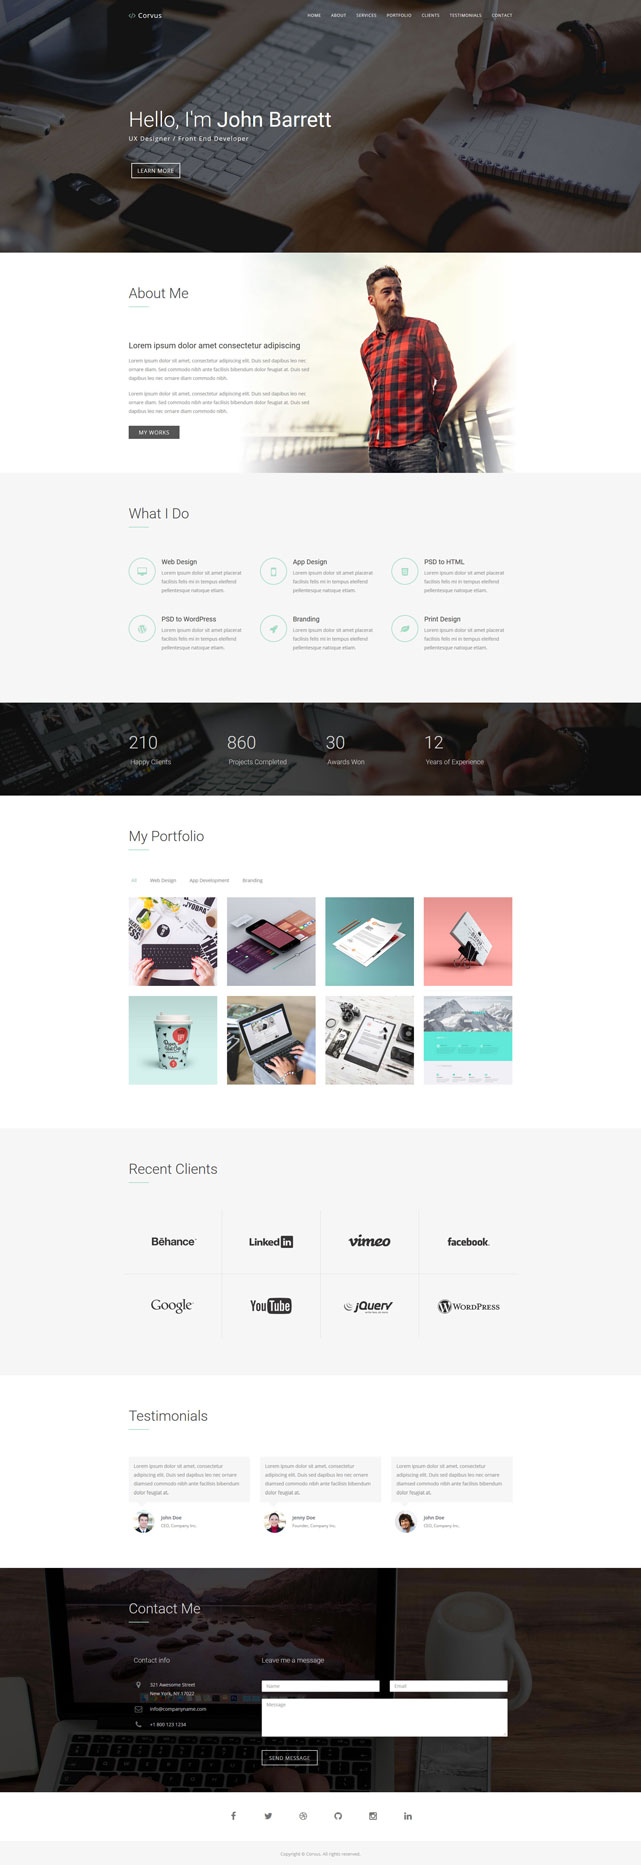 </> Corvus
HOME ABOUT SERVICES PORTFOLIO CLIENTS TESTIMONIALS CONTACT
Hello, I'm John Barrett
UX Designer / Front End Developer
LEARN MORE
About Me
Lorem ipsum dolor amet consectetur adipiscing
Lorem ipsum dolor sit amet, consectetur adipiscing elit. Duis sed dapibus leo nec
ornare diam. Sed commodo nibh ante facilisis bibendum dolor feugiat at. Duis sed
dapibus leo nec ornare diam commodo nibh.
Lorem ipsum dolor sit amet, consectetur adipiscing elit. Duis sed dapibus leo nec
ornare diam. Sed commodo nibh ante facilisis bibendum dolor feugiat at. Duis sed
dapibus leo nec ornare diam commodo nibh.
MY WORKS
What I Do
Web Design
Lorem ipsum dolor sit amet placerat
facilisis felis mi in tempus eleifend
pellentesque natoque etiam.
App Design
Lorem ipsum dolor sit amet placerat
facilisis felis mi in tempus eleifend
pellentesque natoque etiam.
PSD to HTML
Lorem ipsum dolor sit amet placerat
facilisis felis mi in tempus eleifend
pellentesque natoque etiam.
PSD to WordPress
Lorem ipsum dolor sit amet placerat
facilisis felis mi in tempus eleifend
pellentesque natoque etiam.
Branding
Lorem ipsum dolor sit amet placerat
facilisis felis mi in tempus eleifend
pellentesque natoque etiam.
Print Design
Lorem ipsum dolor sit amet placerat
facilisis felis mi in tempus eleifend
pellentesque natoque etiam.
210
Happy Clients
860
Projects Completed
30
Awards Won
12
Years of Experience
My Portfolio
All Web Design App Development Branding
Recent Clients
Bēhance
Linked in
vimeo
facebook.
Google
YouTube
jQuery
WORDPRESS
Testimonials
Lorem ipsum dolor sit amet, consectetur
adipiscing elit. Duis sed dapibus leo nec ornare
diamsed commodo nibh ante facilisis bibendum
dolor feugiat at.
John Doe
CEO, Company Inc.
Lorem ipsum dolor sit amet, consectetur
adipiscing elit. Duis sed dapibus leo nec ornare
diamsed commodo nibh ante facilisis bibendum
dolor feugiat at.
Jenny Doe
Founder, Company Inc.
Lorem ipsum dolor sit amet, consectetur
adipiscing elit. Duis sed dapibus leo nec ornare
diamsed commodo nibh ante facilisis bibendum
dolor feugiat at.
John Doe
CEO, Company Inc.
Contact Me
Contact info
321 Awesome Street
New York, NY 17022
info@companyname.com
+1 800 123 1234
Leave me a message
Name
Email
Message
SEND MESSAGE
Copyright © Corvus. All rights reserved.